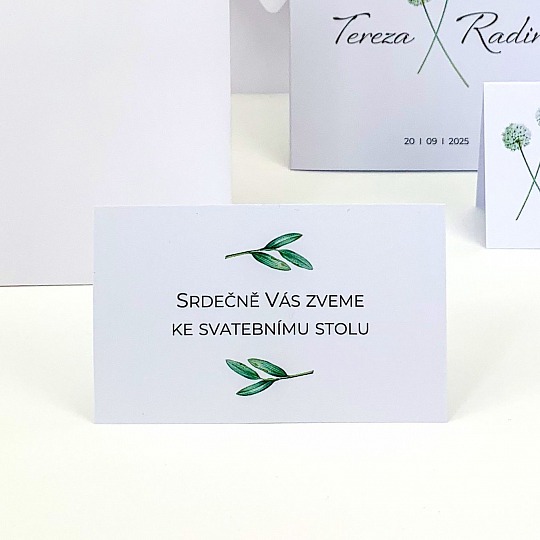 Tereza
20 | 09 | 2025
Srdečně Vás zveme
ke svatebnímu stolu